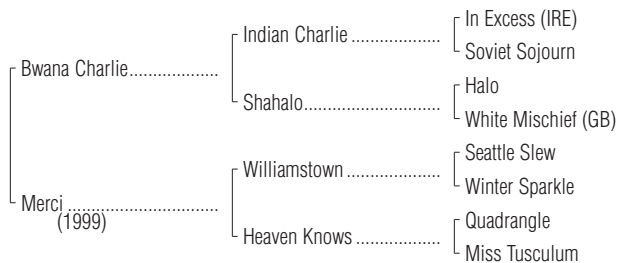 In Excess (IRE)
Indian Charlie ....................
Soviet Sojourn
Bwana Charlie....................
Halo
Shahalo..............................
White Mischief (GB)
Seattle Slew
Williamstown .....................
Winter Sparkle
Merci ..................................
(1999)
Quadrangle
Heaven Knows ...................
Miss Tusculum